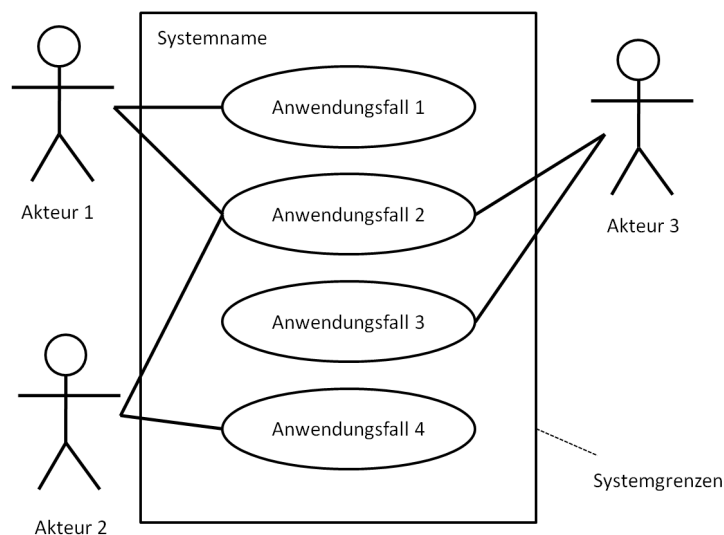 Systemname
Anwendungsfall 1
Akteur 1
Anwendungsfall 2
Akteur 3
Anwendungsfall 3
Anwendungsfall 4
Systemgrenzen
Akteur 2